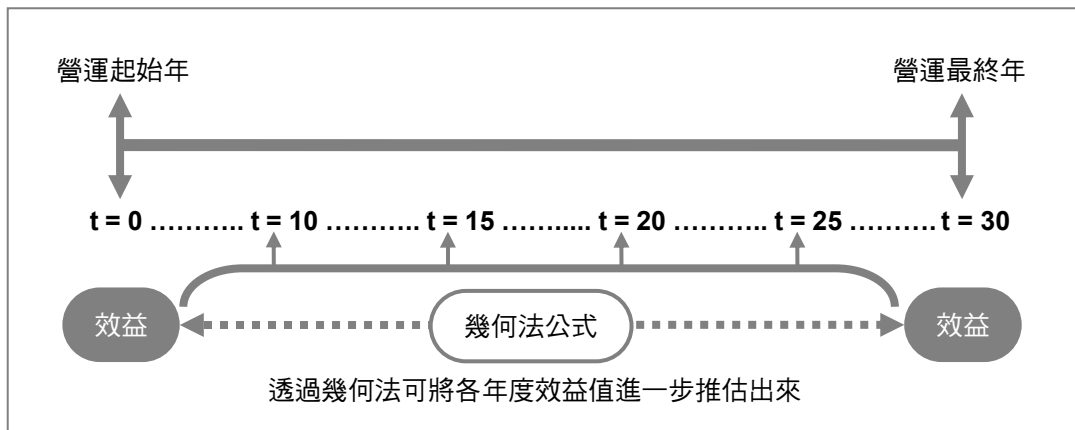 營運起始年 營運最終年
t = 0 ……….. t = 10 ……….. t = 15 …….... t = 20 ……….. t = 25 ………. t = 30
效益 幾何法公式 效益
透過幾何法可將各年度效益值進一步推估出來